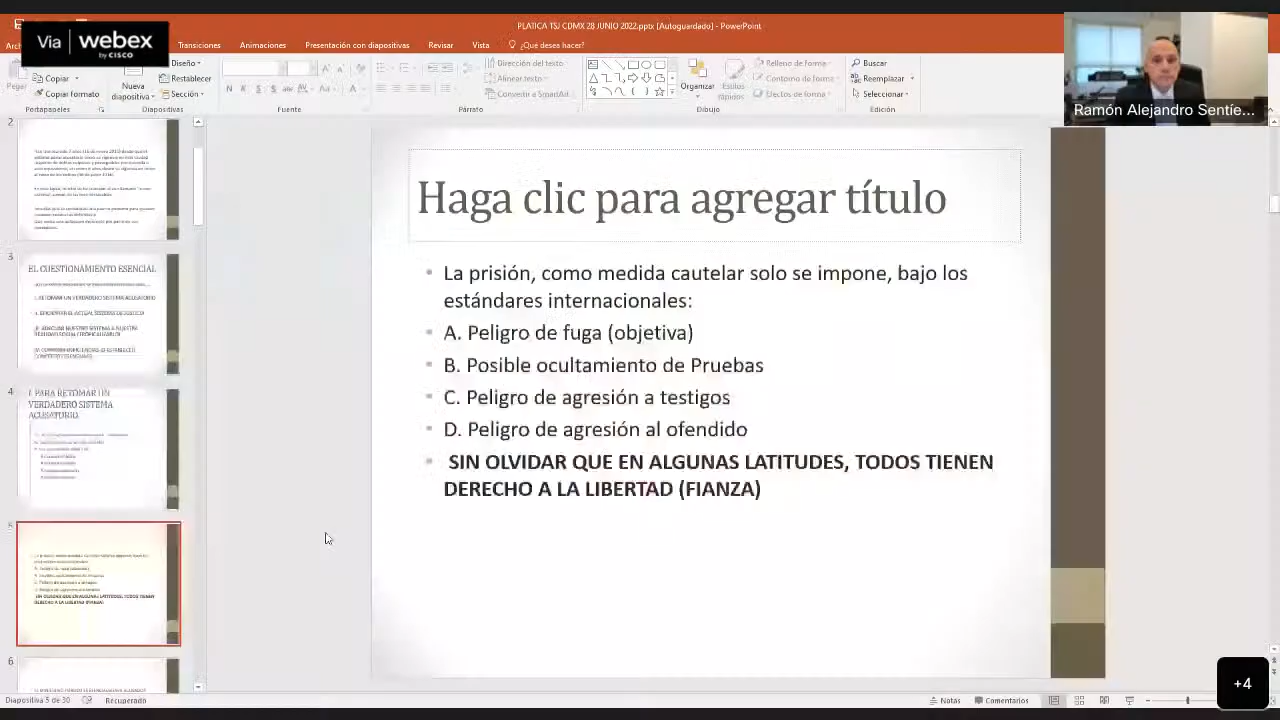 PLATICA TSJ CDMX 28 JUNIO 2022.pptx [Autoguardado] - PowerPoint
Via webex
by CISCO
Transiciones Animaciones Presentación con diapositivas Revisar Vista ¿Qué desea hacer?
Copiar
Copiar formato
Portapapeles
Nueva
diapositiva
Diseño
Restablecer
Sección
Diapositivas
Fuente
Dirección del texto
Alinear texto
Convertir a SmartArt
Párrafo
Organizar
Estilos
rápidos
Relleno de forma
Contorno de forma
Efectos de forma
Dibujo
Buscar
Reemplazar
Seleccionar
Edición
Ramón Alejandro Sentíe...
2
3
EL CUESTIONAMIENTO ESENCIAL
4
I. PARA RETOMAR UN
VERDADERO SISTEMA
ACUSATORIO.
5
6
Haga clic para agregar título
La prisión, como medida cautelar solo se impone, bajo los
estándares internacionales:
A. Peligro de fuga (objetiva)
B. Posible ocultamiento de Pruebas
C. Peligro de agresión a testigos
D. Peligro de agresión al ofendido
SIN OLVIDAR QUE EN ALGUNAS LATITUDES, TODOS TIENEN
DERECHO A LA LIBERTAD (FIANZA)
Diapositiva 5 de 30 Recuperado
Notas Comentarios
+4